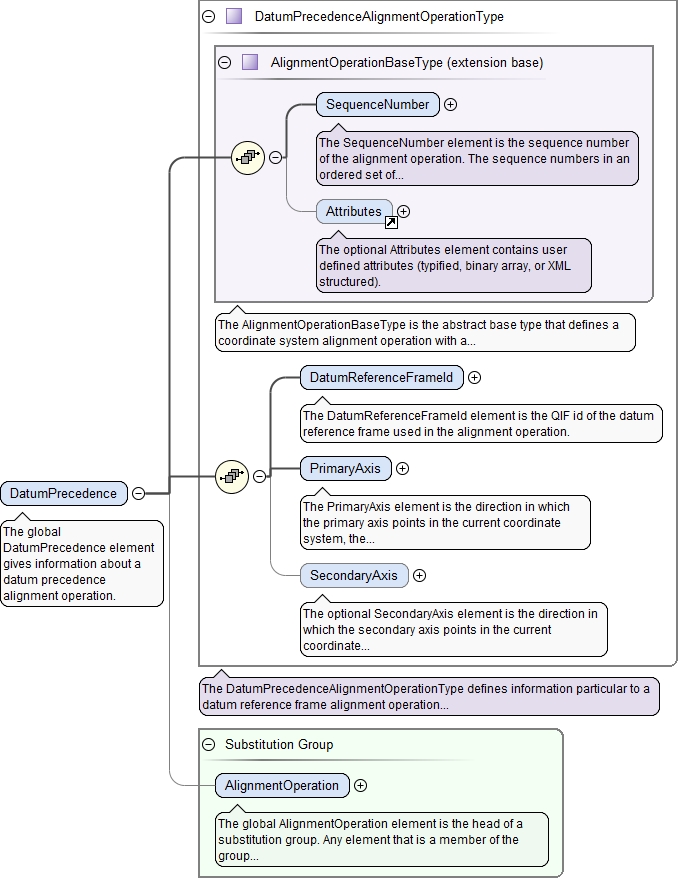 DatumPrecedenceAlignmentOperationType
AlignmentOperationBaseType (extension base)
SequenceNumber
The SequenceNumber element is the sequence number
of the alignment operation. The sequence numbers in an
ordered set of...
Attributes
The optional Attributes element contains user
defined attributes (typified, binary array, or XML
structured).
The AlignmentOperationBaseType is the abstract base type that defines a
coordinate system alignment operation with a...
DatumReferenceFrameId
The DatumReferenceFrameId element is the QIF id of the datum
reference frame used in the alignment operation.
PrimaryAxis
The PrimaryAxis element is the direction in which
the primary axis points in the current coordinate
system, the...
DatumPrecedence
The global
DatumPrecedence element
gives information about a
datum precedence
alignment operation.
SecondaryAxis
The optional SecondaryAxis element is the direction in
which the secondary axis points in the current
coordinate...
The DatumPrecedenceAlignmentOperationType defines information particular to a
datum reference frame alignment operation...
Substitution Group
AlignmentOperation
The global AlignmentOperation element is the head of a
substitution group. Any element that is a member of the
group...